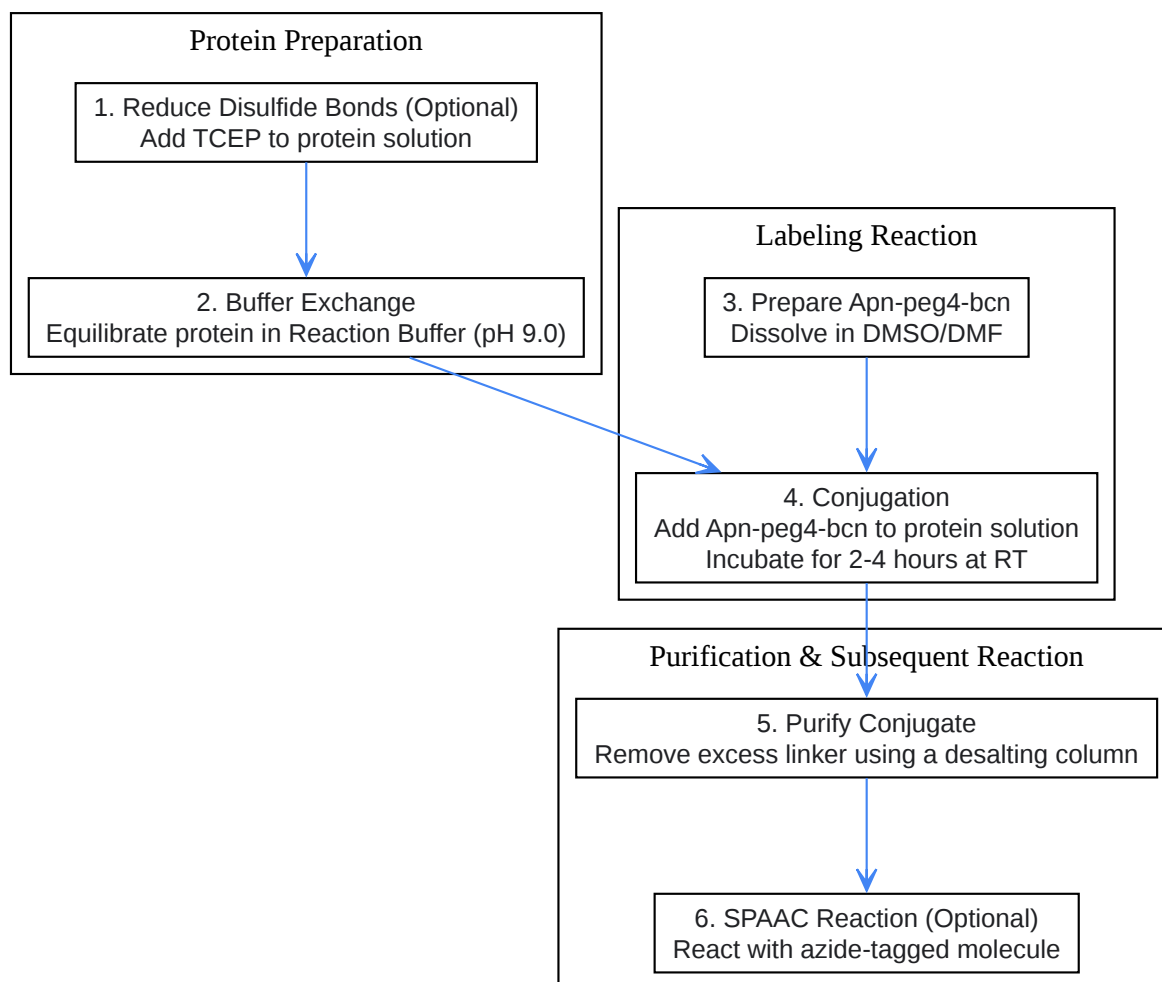 Protein Preparation
1. Reduce Disulfide Bonds (Optional)
Add TCEP to protein solution
2. Buffer Exchange
Equilibrate protein in Reaction Buffer (pH 9.0)
Labeling Reaction
3. Prepare Apn-peg4-bcn
Dissolve in DMSO/DMF
4. Conjugation
Add Apn-peg4-bcn to protein solution
Incubate for 2-4 hours at RT
Purification & Subsequent Reaction
5. Purify Conjugate
Remove excess linker using a desalting column
6. SPAAC Reaction (Optional)
React with azide-tagged molecule